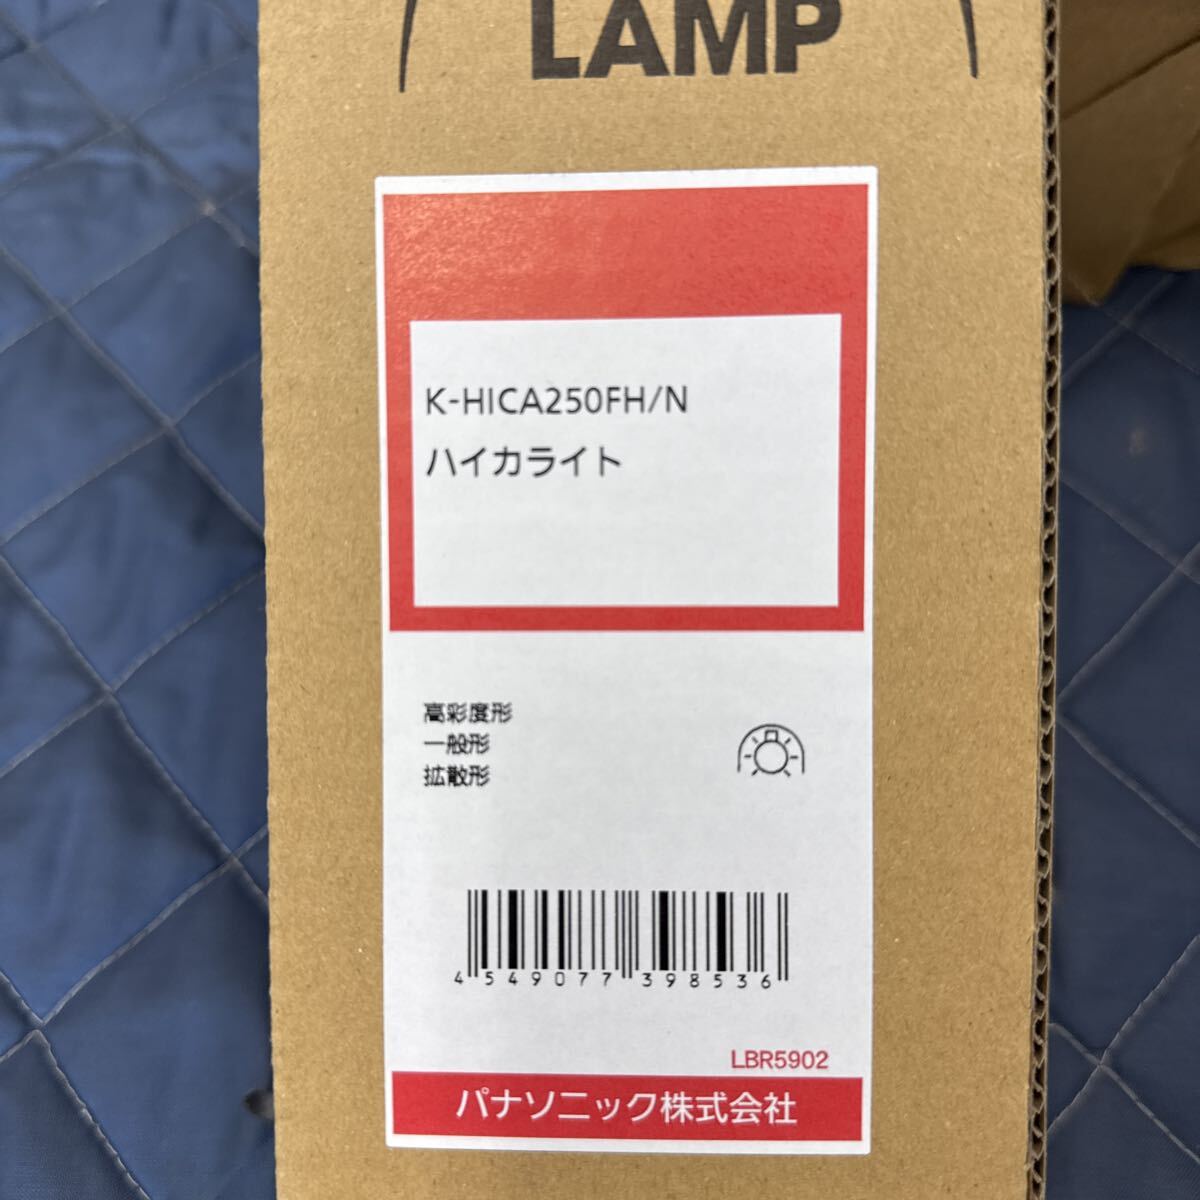 LAMP
K-HICA250FH/N
ハイカライト
高彩度形
一般形
拡散形
4549077398536
LBR5902
パナソニック株式会社